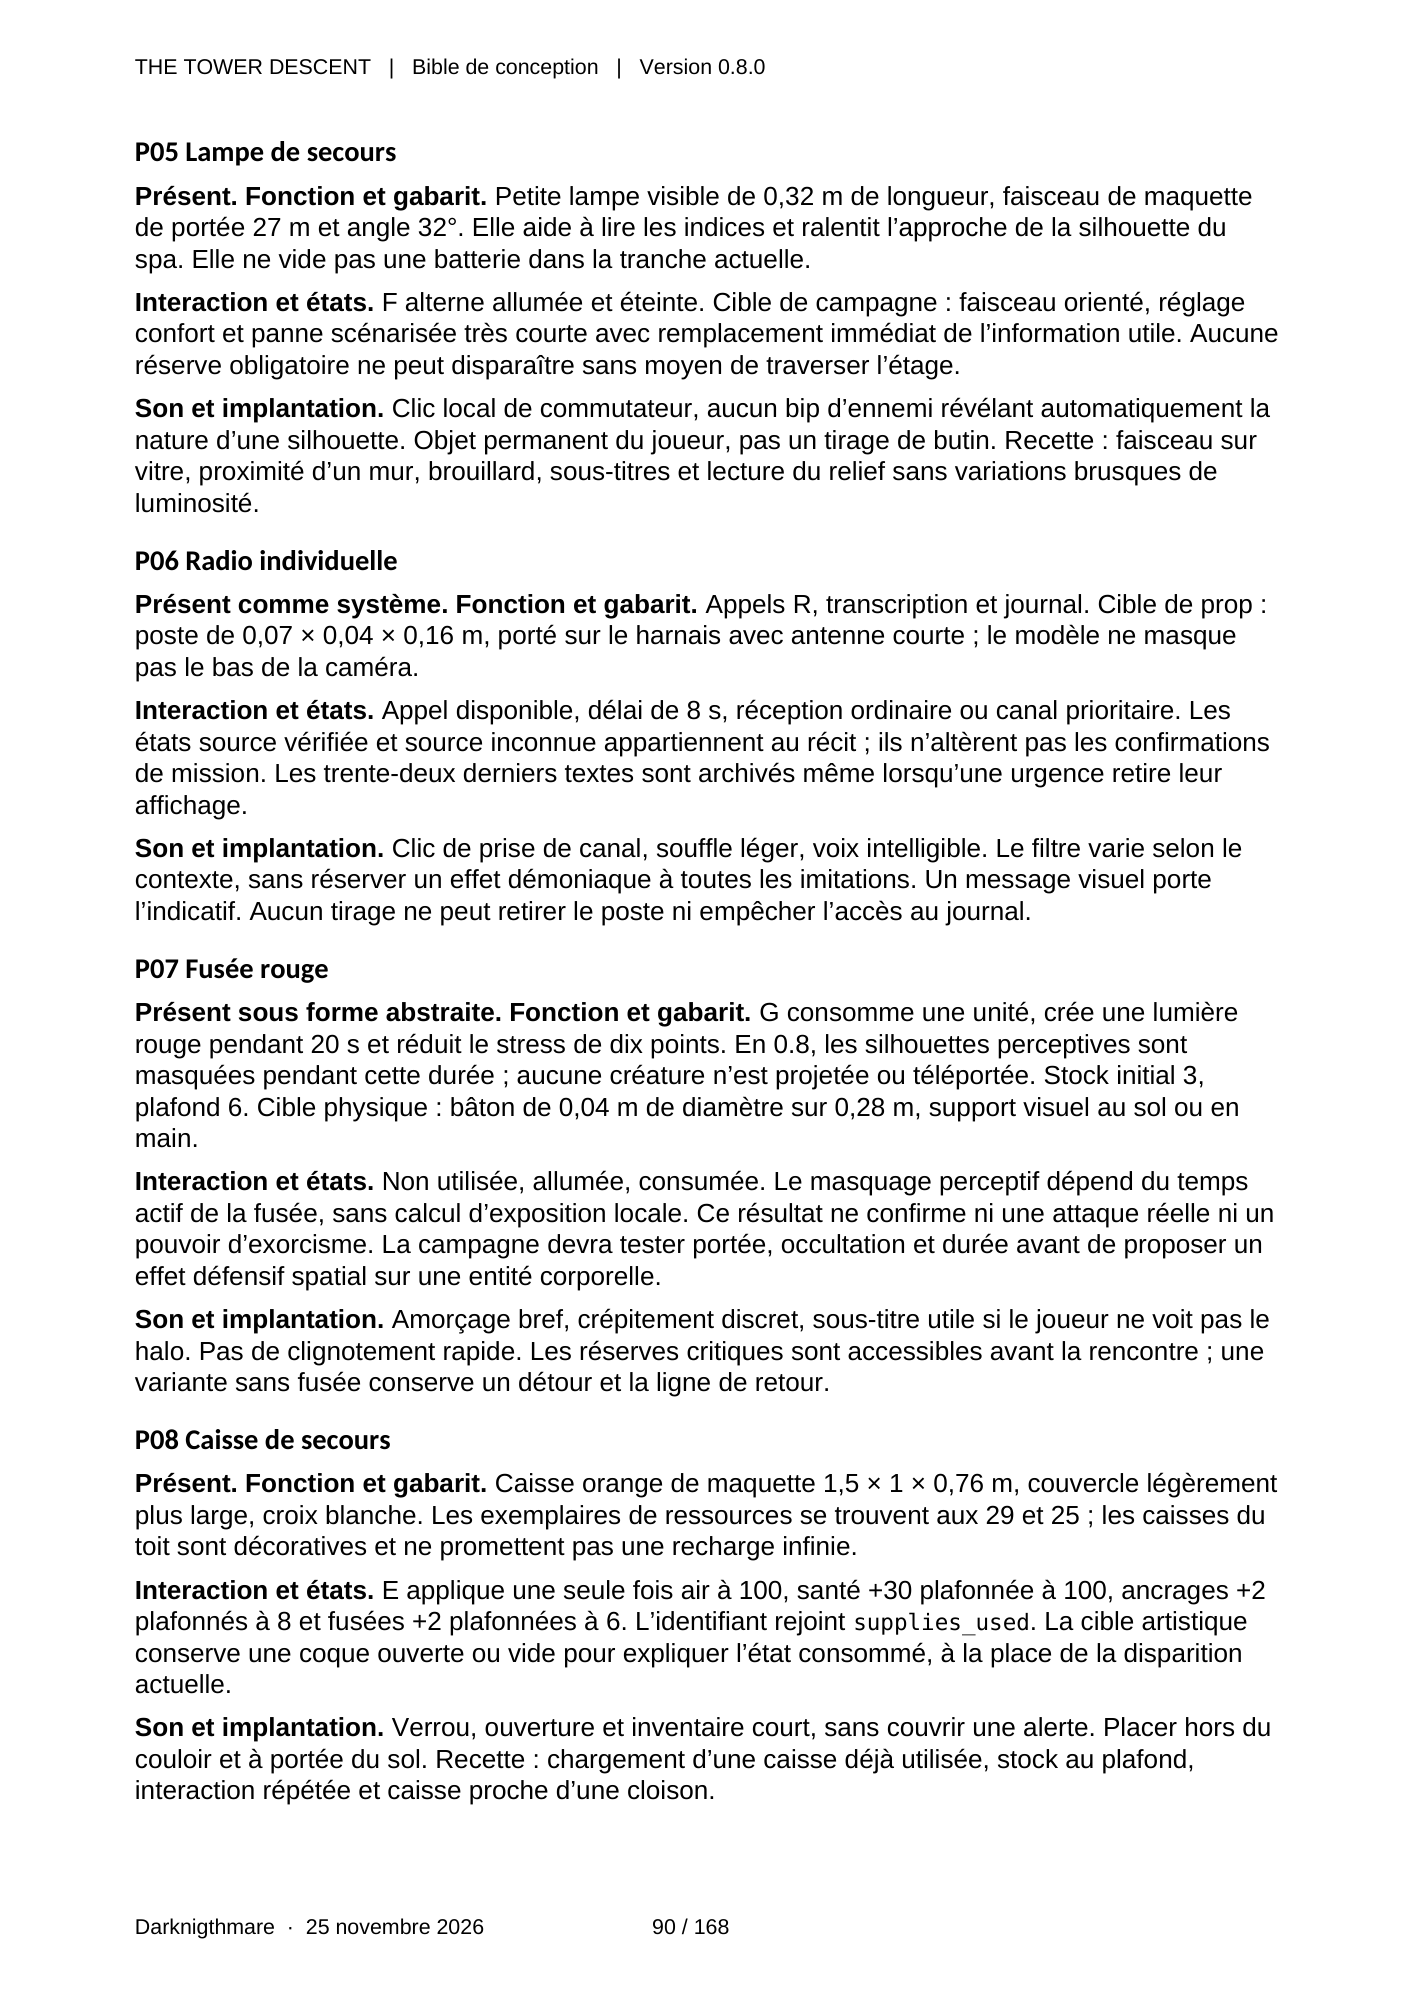 THE TOWER DESCENT | Bible de conception | Version 0.8.0
P05 Lampe de secours
Présent. Fonction et gabarit. Petite lampe visible de 0,32 m de longueur, faisceau de maquette
de portée 27 m et angle 32°. Elle aide à lire les indices et ralentit l’approche de la silhouette du
spa. Elle ne vide pas une batterie dans la tranche actuelle.
Interaction et états. F alterne allumée et éteinte. Cible de campagne : faisceau orienté, réglage
confort et panne scénarisée très courte avec remplacement immédiat de l’information utile. Aucune
réserve obligatoire ne peut disparaître sans moyen de traverser l’étage.
Son et implantation. Clic local de commutateur, aucun bip d’ennemi révélant automatiquement la
nature d’une silhouette. Objet permanent du joueur, pas un tirage de butin. Recette : faisceau sur
vitre, proximité d’un mur, brouillard, sous-titres et lecture du relief sans variations brusques de
luminosité.
P06 Radio individuelle
Présent comme système. Fonction et gabarit. Appels R, transcription et journal. Cible de prop :
poste de 0,07 × 0,04 × 0,16 m, porté sur le harnais avec antenne courte ; le modèle ne masque
pas le bas de la caméra.
Interaction et états. Appel disponible, délai de 8 s, réception ordinaire ou canal prioritaire. Les
états source vérifiée et source inconnue appartiennent au récit ; ils n’altèrent pas les confirmations
de mission. Les trente-deux derniers textes sont archivés même lorsqu’une urgence retire leur
affichage.
Son et implantation. Clic de prise de canal, souffle léger, voix intelligible. Le filtre varie selon le
contexte, sans réserver un effet démoniaque à toutes les imitations. Un message visuel porte
l’indicatif. Aucun tirage ne peut retirer le poste ni empêcher l’accès au journal.
P07 Fusée rouge
Présent sous forme abstraite. Fonction et gabarit. G consomme une unité, crée une lumière
rouge pendant 20 s et réduit le stress de dix points. En 0.8, les silhouettes perceptives sont
masquées pendant cette durée ; aucune créature n’est projetée ou téléportée. Stock initial 3,
plafond 6. Cible physique : bâton de 0,04 m de diamètre sur 0,28 m, support visuel au sol ou en
main.
Interaction et états. Non utilisée, allumée, consumée. Le masquage perceptif dépend du temps
actif de la fusée, sans calcul d’exposition locale. Ce résultat ne confirme ni une attaque réelle ni un
pouvoir d’exorcisme. La campagne devra tester portée, occultation et durée avant de proposer un
effet défensif spatial sur une entité corporelle.
Son et implantation. Amorçage bref, crépitement discret, sous-titre utile si le joueur ne voit pas le
halo. Pas de clignotement rapide. Les réserves critiques sont accessibles avant la rencontre ; une
variante sans fusée conserve un détour et la ligne de retour.
P08 Caisse de secours
Présent. Fonction et gabarit. Caisse orange de maquette 1,5 × 1 × 0,76 m, couvercle légèrement
plus large, croix blanche. Les exemplaires de ressources se trouvent aux 29 et 25 ; les caisses du
toit sont décoratives et ne promettent pas une recharge infinie.
Interaction et états. E applique une seule fois air à 100, santé +30 plafonnée à 100, ancrages +2
plafonnés à 8 et fusées +2 plafonnées à 6. L’identifiant rejoint supplies_used. La cible artistique
conserve une coque ouverte ou vide pour expliquer l’état consommé, à la place de la disparition
actuelle.
Son et implantation. Verrou, ouverture et inventaire court, sans couvrir une alerte. Placer hors du
couloir et à portée du sol. Recette : chargement d’une caisse déjà utilisée, stock au plafond,
interaction répétée et caisse proche d’une cloison.
Darknigthmare · 25 novembre 2026 90 / 168